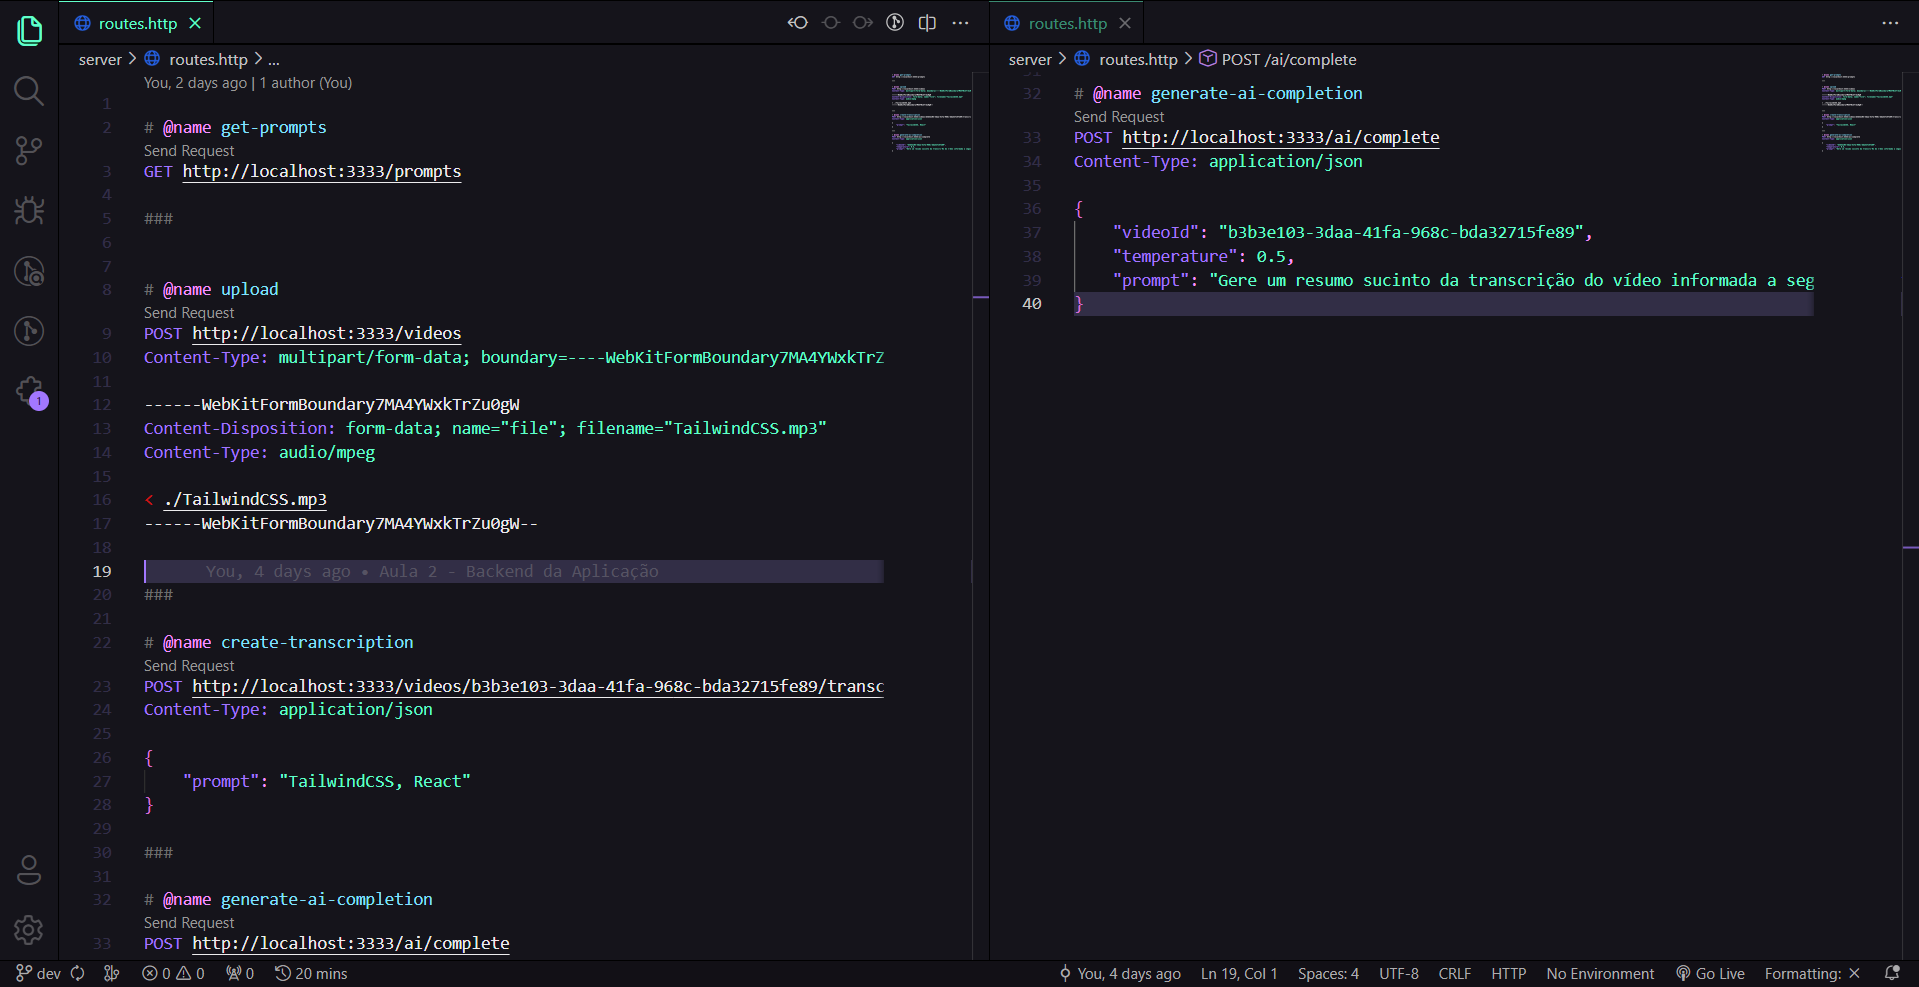 routes.http
server > routes.http > ...
You, 2 days ago | 1 author (You)
1
2 # @name get-prompts
Send Request
3 GET http://localhost:3333/prompts
4
5 ###
6
7
8 # @name upload
Send Request
9 POST http://localhost:3333/videos
10 Content-Type: multipart/form-data; boundary=----WebKitFormBoundary7MA4YWxkTrZ
11
12 ------WebKitFormBoundary7MA4YWxkTrZu0gW
13 Content-Disposition: form-data; name="file"; filename="TailwindCSS.mp3"
14 Content-Type: audio/mpeg
15
16 < ./TailwindCSS.mp3
17 ------WebKitFormBoundary7MA4YWxkTrZu0gW--
18
19 You, 4 days ago • Aula 2 - Backend da Aplicação
20 ###
21
22 # @name create-transcription
Send Request
23 POST http://localhost:3333/videos/b3b3e103-3daa-41fa-968c-bda32715fe89/transc
24 Content-Type: application/json
25
26 {
27 "prompt": "TailwindCSS, React"
28 }
29
30 ###
31
32 # @name generate-ai-completion
Send Request
33 POST http://localhost:3333/ai/complete
routes.http
server > routes.http > POST /ai/complete
31
32 # @name generate-ai-completion
Send Request
33 POST http://localhost:3333/ai/complete
34 Content-Type: application/json
35
36 {
37 "videoId": "b3b3e103-3daa-41fa-968c-bda32715fe89",
38 "temperature": 0.5,
39 "prompt": "Gere um resumo sucinto da transcrição do vídeo informada a seg
40 }
1
dev 0 0 0 20 mins You, 4 days ago Ln 19, Col 1 Spaces: 4 UTF-8 CRLF HTTP No Environment Go Live Formatting: ×